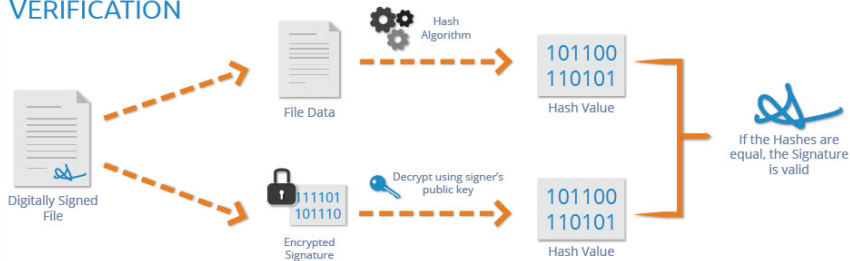 VERIFICATION
Hash
Algorithm
101100
110101
File Data
Hash Value
If the Hashes are
equal, the Signature
is valid
Digitally Signed
File
111101
101110
Decrypt using signer's
public key
101100
110101
Encrypted
Signature
Hash Value